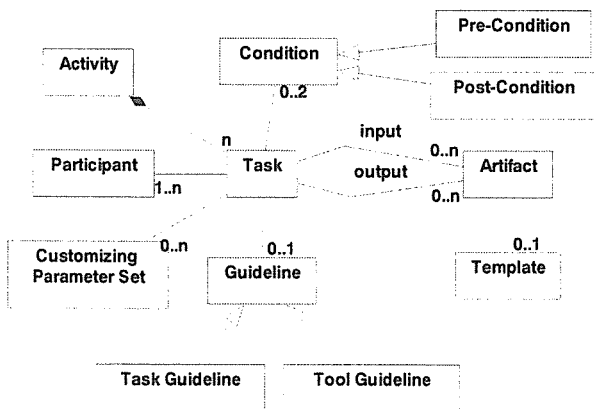 Pre-Condition
Condition
Activity
Post-Condition
0..2
input
n
0..n
Participant
Task
output
Artifact
1..n
0..n
0..n
0..1
0..1
Customizing
Parameter Set
Guideline
Template
Task Guideline
Tool Guideline